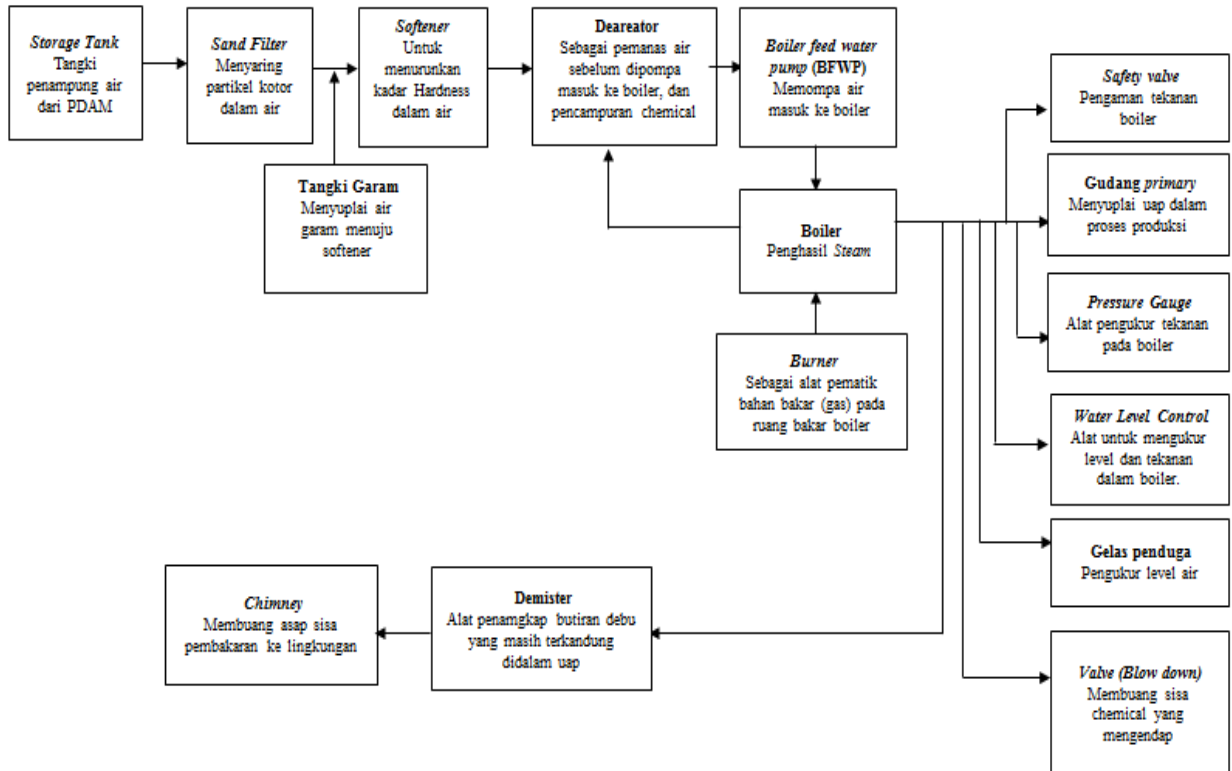 Storage Tank
Tangki
penampung air
dari PDAM
Sand Filter
Menyaring
partikel kotor
dalam air
Softener
Untuk
menurunkan
kadar Hardness
dalam air
Deareator
Sebagai pemanas air
sebelum dipompa
masuk ke boiler, dan
pencampuran chemical
Boiler feed water
pump (BFWP)
Memompa air
masuk ke boiler
Safety valve
Pengaman tekanan
boiler
Tangki Garam
Menyuplai air
garam menuju
softener
Boiler
Penghasil Steam
Gudang primary
Menyuplai uap dalam
proses produksi
Pressure Gauge
Alat pengukur tekanan
pada boiler
Burner
Sebagai alat pematik
bahan bakar (gas) pada
ruang bakar boiler
Water Level Control
Alat untuk mengukur
level dan tekanan
dalam boiler.
Gelas penduga
Pengukur level air
Chimney
Membuang asap sisa
pembakaran ke lingkungan
Demister
Alat penamgkap butiran debu
yang masih terkandung
didalam uap
Valve (Blow down)
Membuang sisa
chemical yang
mengendap